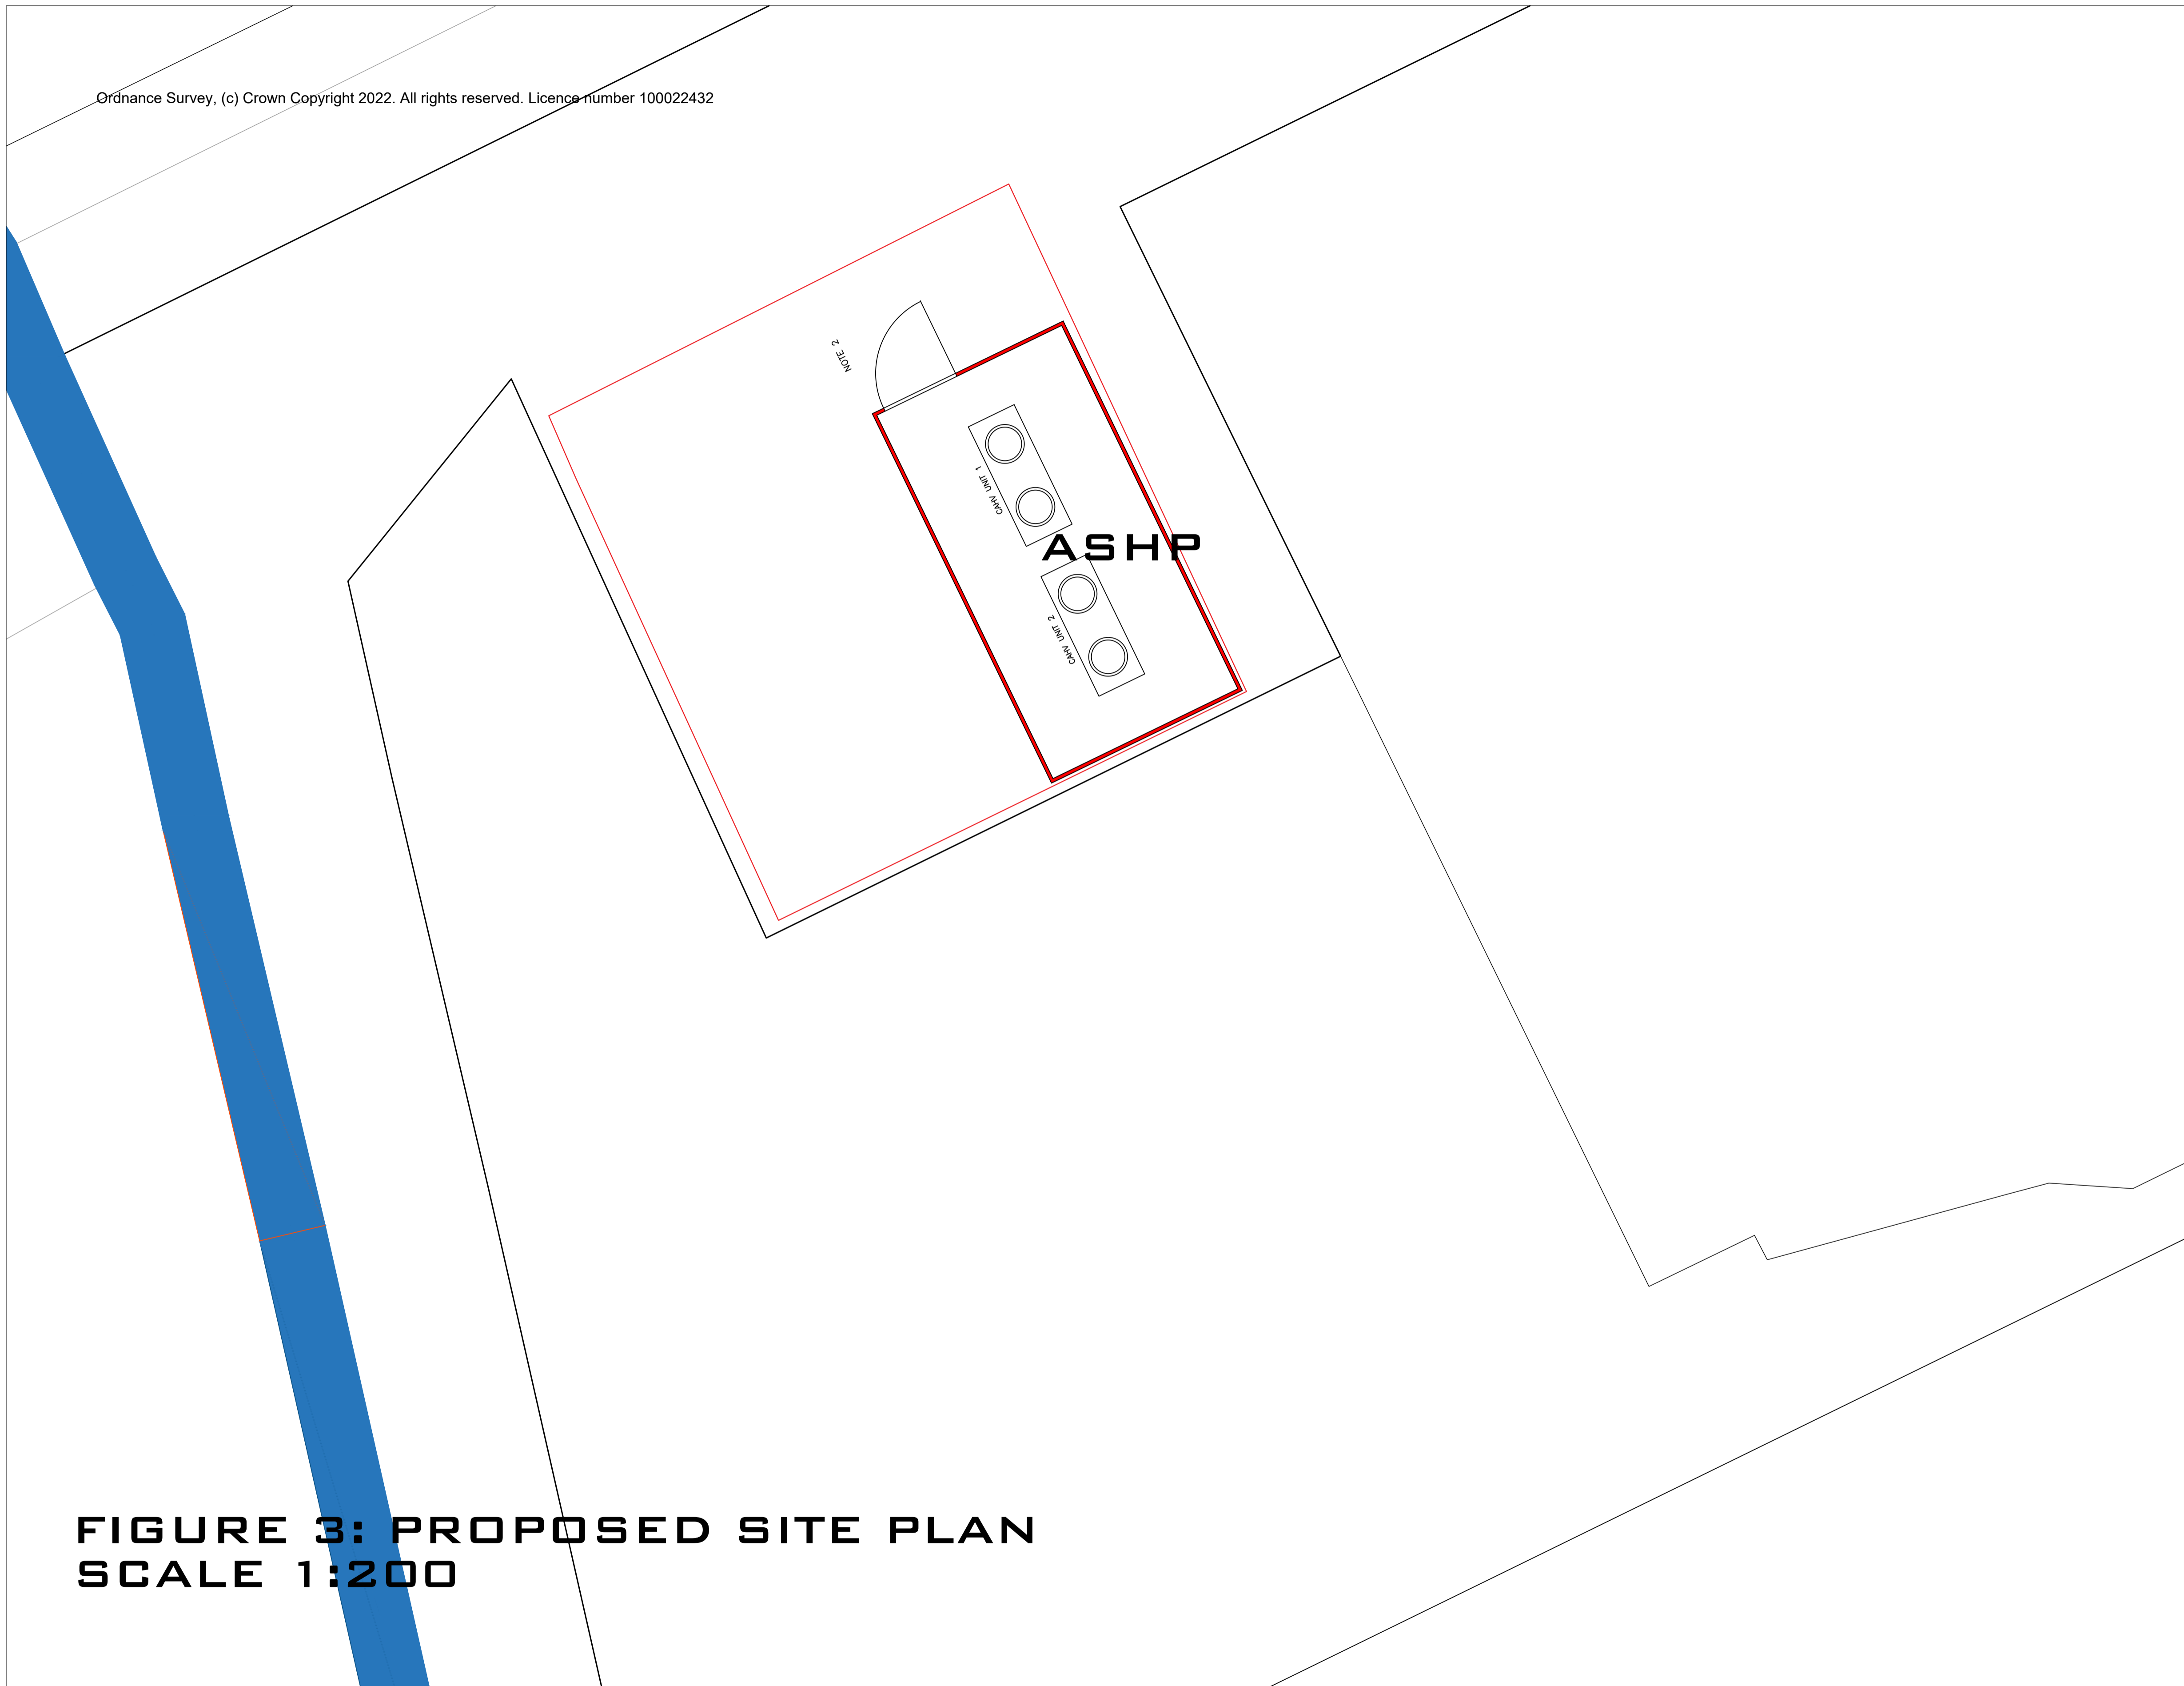 Ordnance Survey, (c) Crown Copyright 2022. All rights reserved. Licence number 100022432
NOTE 2
CAHV UNIT 1
ASHP
CAHV UNIT 2
FIGURE 3: PROPOSED SITE PLAN
SCALE 1:200